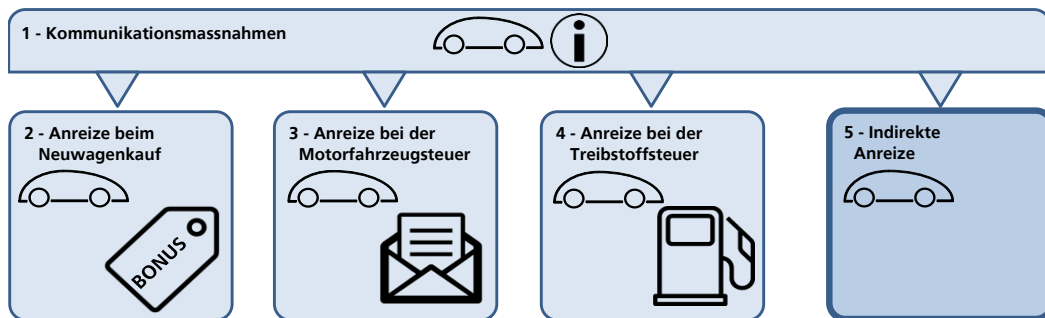 1 - Kommunikationsmassnahmen
2 - Anreize beim
Neuwagenkauf
BONUS
3 - Anreize bei der
Motorfahrzeugsteuer
4 - Anreize bei der
Treibstoffsteuer
5 - Indirekte
Anreize